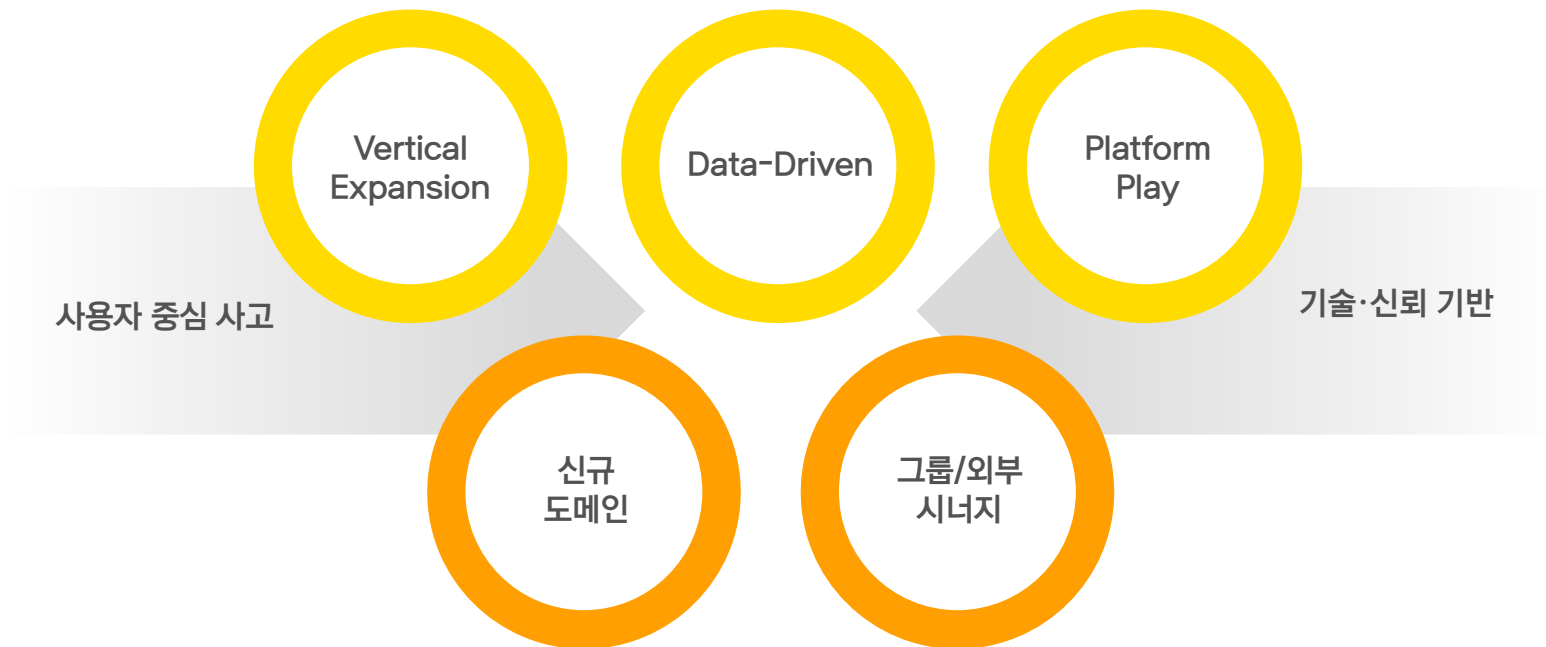 Vertical
Expansion
Data-Driven
Platform
Play
사용자 중심 사고
기술·신뢰 기반
신규
도메인
그룹/외부
시너지